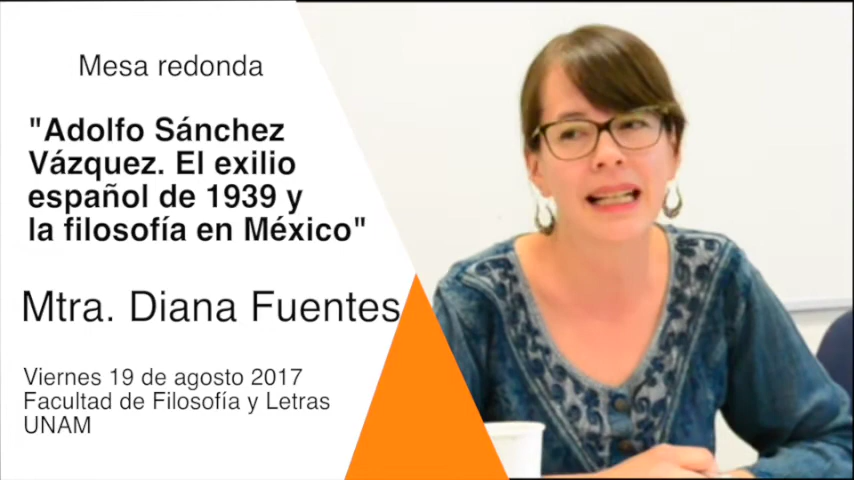 Mesa redonda
"Adolfo Sánchez
Vázquez. El exilio
español de 1939 y
la filosofía en México"
Mtra. Diana Fuentes
Viernes 19 de agosto 2017
Facultad de Filosofía y Letras
UNAM